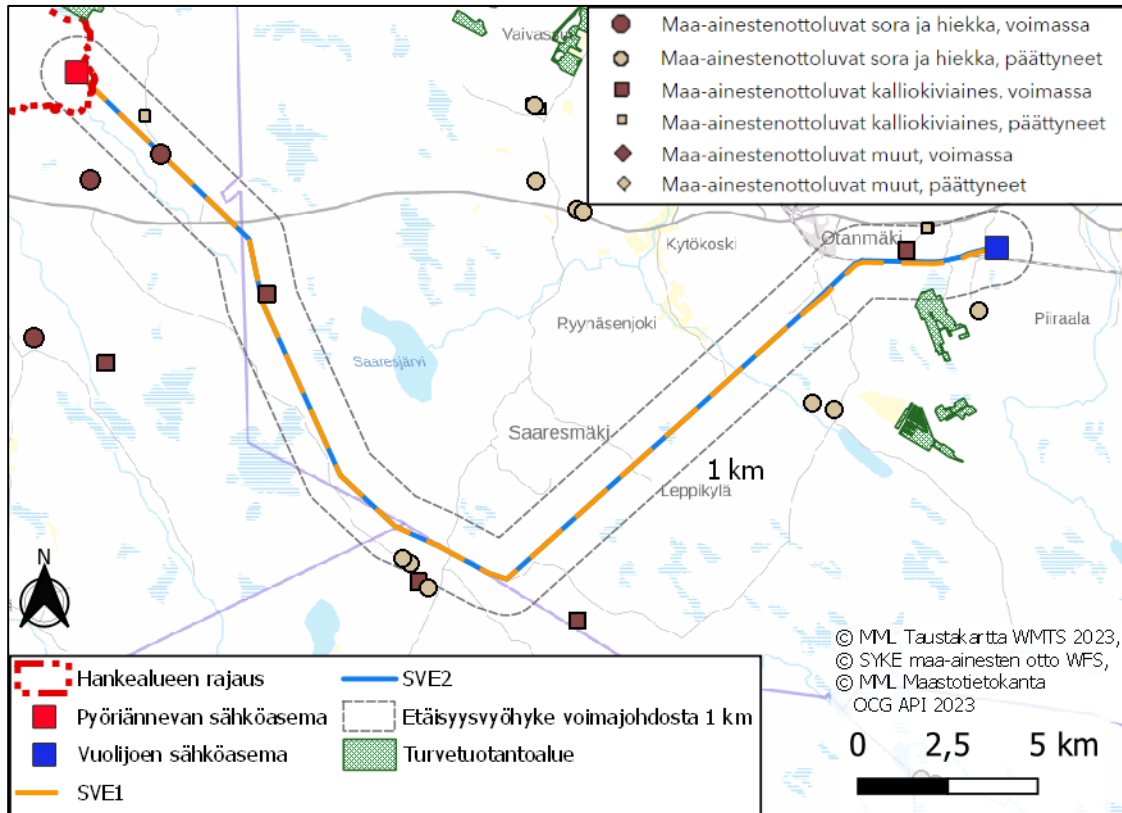 Maa-ainestenottoluvat sora ja hiekka, voimassa
Maa-ainestenottoluvat sora ja hiekka, päättyneet
Maa-ainestenottoluvat kalliokiviaines, voimassa
Maa-ainestenottoluvat kalliokiviaines, päättyneet
Maa-ainestenottoluvat muut, voimassa
Maa-ainestenottoluvat muut, päättyneet
Otanmäki
Kytökoski
Piiraala
Ryynäsenjoki
Saaresjärvi
Saaresmäki
1 km
Leppikylä
N
© MML Taustakartta WMTS 2023,
© SYKE maa-ainesten otto WFS,
© MML Maastotietokanta
OCG API 2023
0 2,5 5 km
Hankealueen rajaus
Pyöriännevan sähköasema
Vuolijoen sähköasema
SVE1
SVE2
Etäisyysvyöhyke voimajohdosta 1 km
Turvetuotantoalue